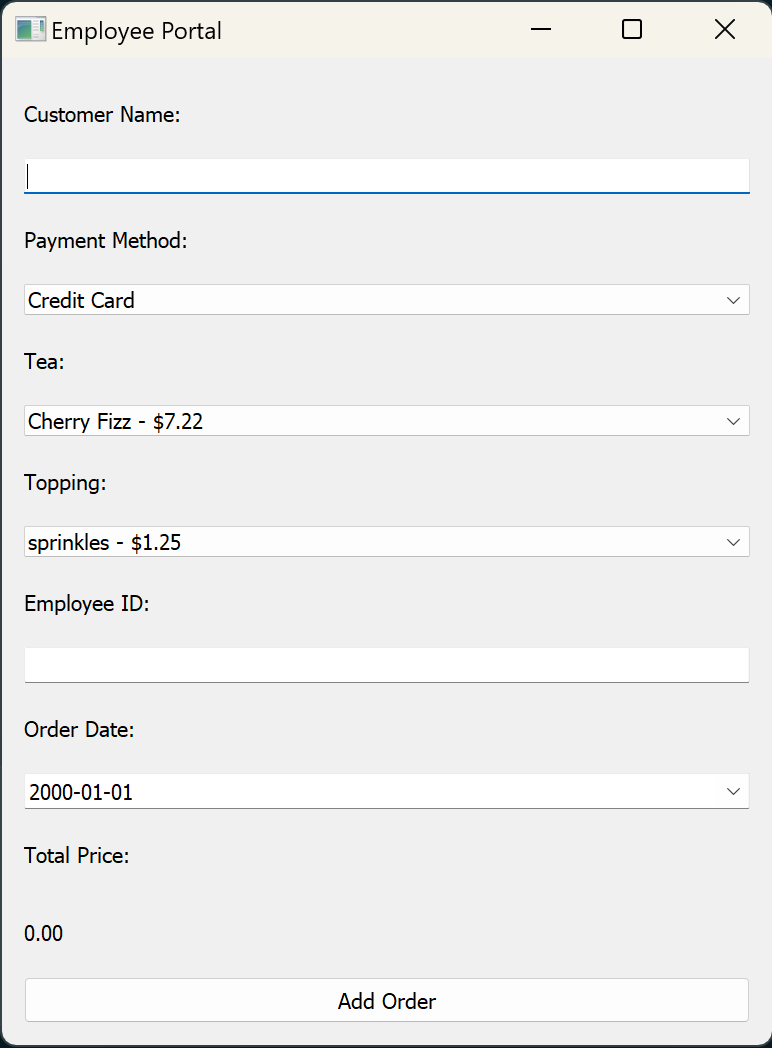 Employee Portal
Customer Name:
Payment Method:
Credit Card
Tea:
Cherry Fizz - $7.22
Topping:
sprinkles - $1.25
Employee ID:
Order Date:
2000-01-01
Total Price:
0.00
Add Order